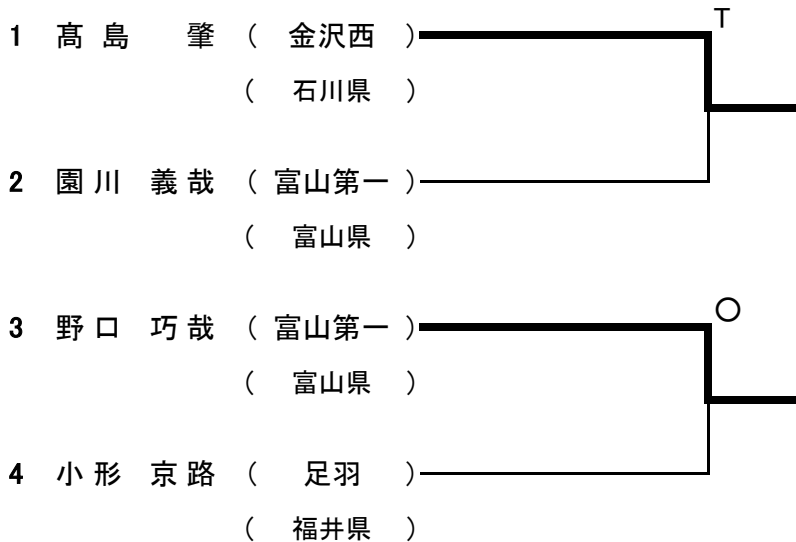 T
1 髙島 肇 ( 金沢西 )
( 石川県 )
2 園川 義哉 ( 富山第一 )
( 富山県 )
○
3 野口 巧哉 ( 富山第一 )
( 富山県 )
4 小形 京路 ( 足羽 )
( 福井県 )